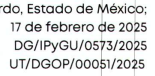 rdo, Estado de México;
17 de febrero de 2025
DG/IPyGU/0573/2025
UT/DGOP/00051/2025